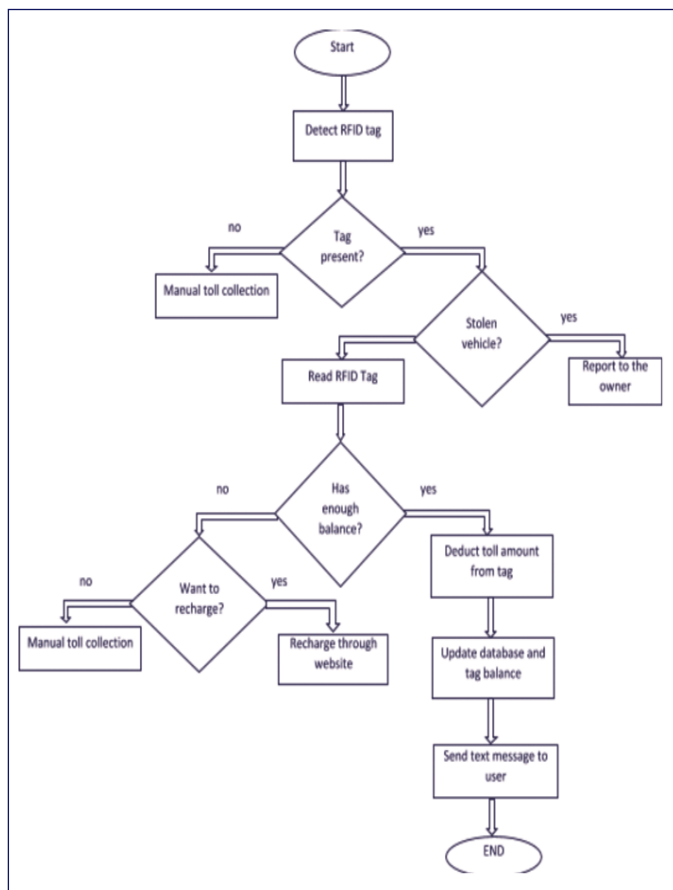 Start
Detect RFID tag
no
Tag
present?
yes
Manual toll collection
Stolen
vehicle?
yes
Read RFID Tag
Report to the
owner
no
Has
enough
balance?
yes
Deduct toll amount
from tag
no
Want to
recharge?
yes
Manual toll collection
Recharge through
website
Update database and
tag balance
Send text message to
user
END